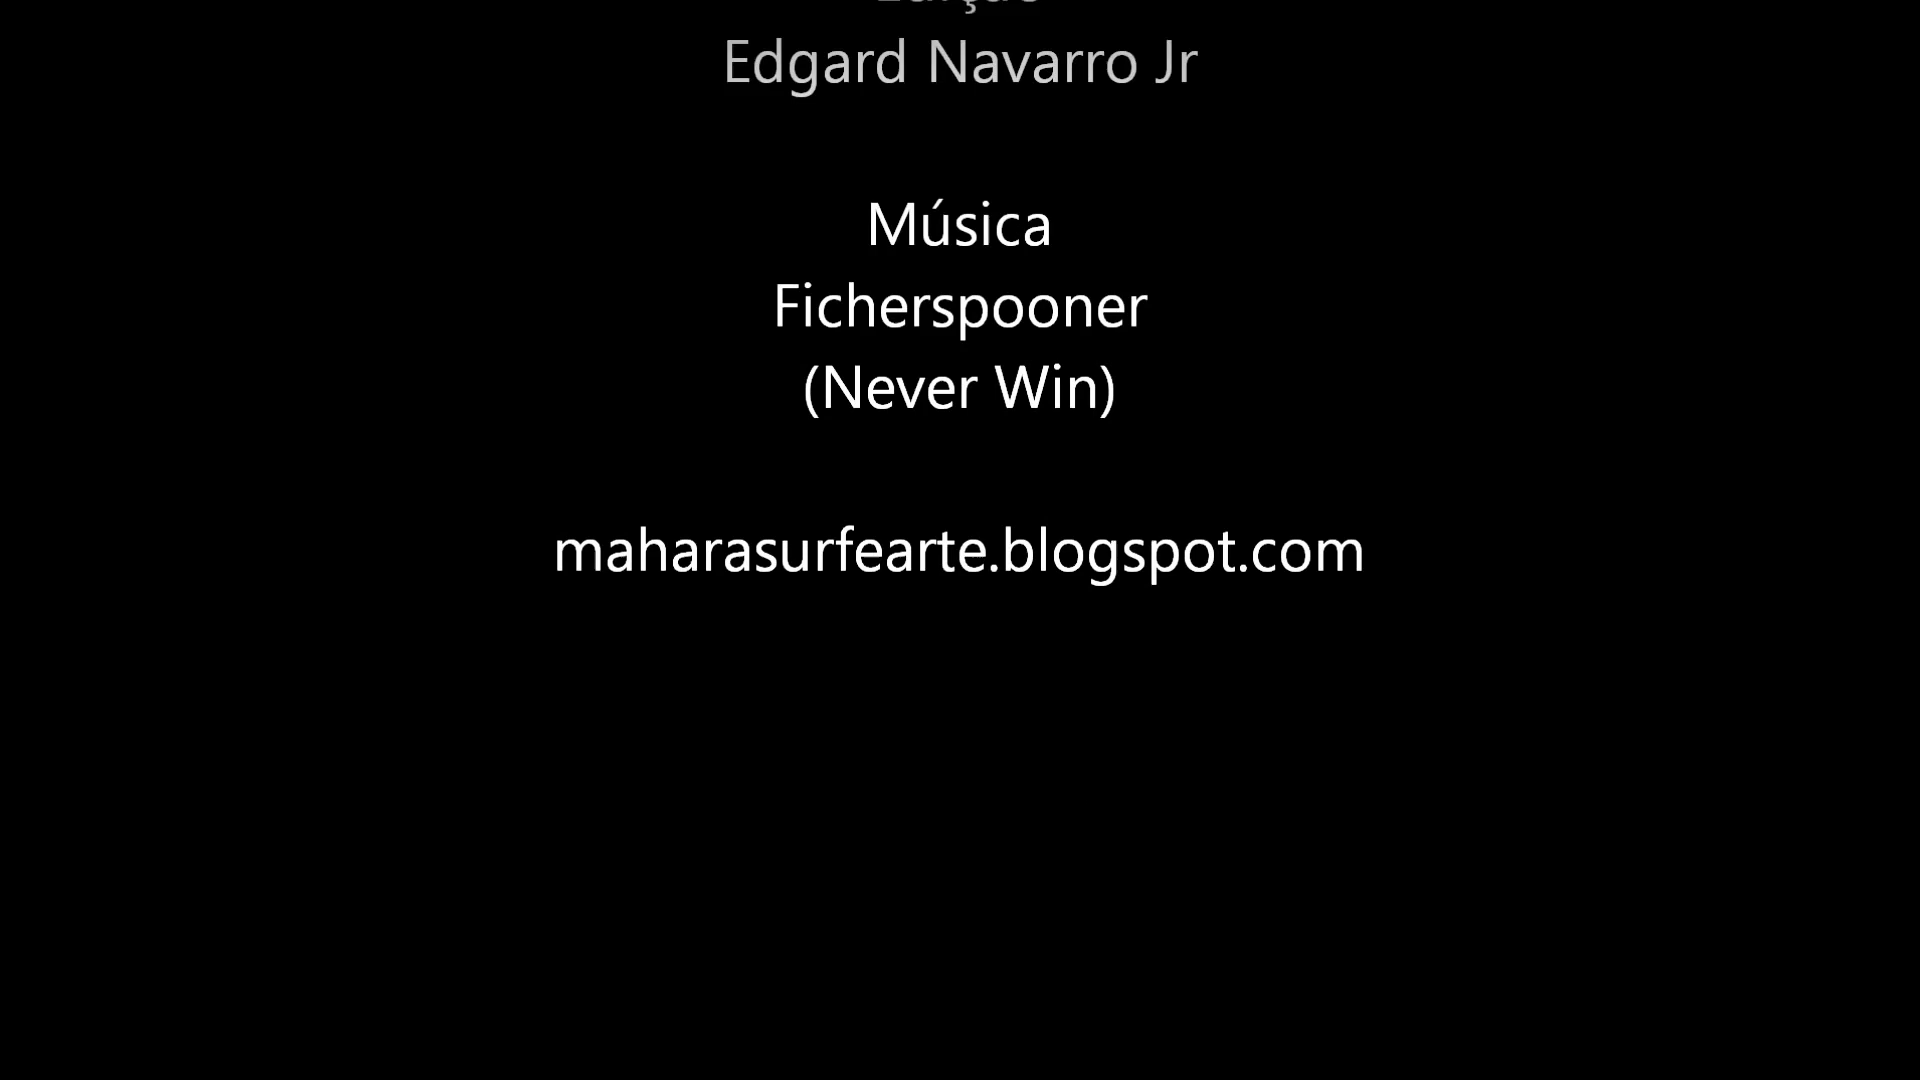 Edgard Navarro Jr
Música
Ficherspooner
(Never Win)
maharasurfearte.blogspot.com